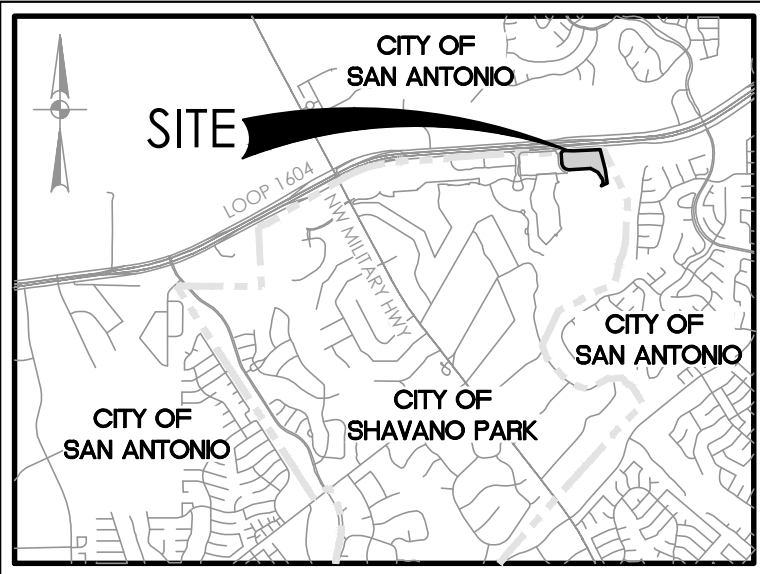 CITY OF
SAN ANTONIO
SITE
LOOP 1604
NW MILITARY HWY
CITY OF
SAN ANTONIO
CITY OF
SHAVANO PARK
CITY OF
SAN ANTONIO